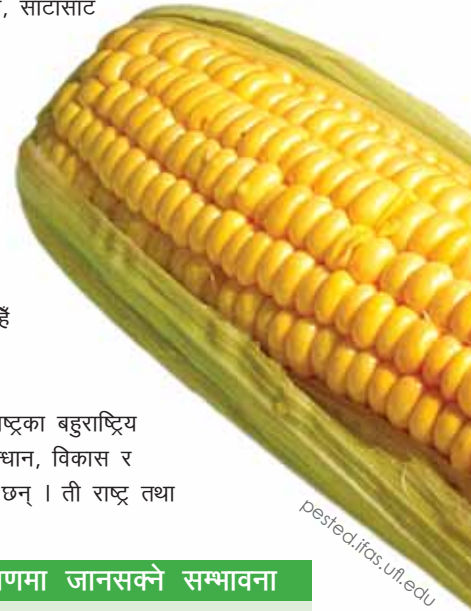 , साटासाट
ष्ट्रका बहुराष्ट्रिय
न्धान, विकास र
छन् । ती राष्ट्र तथा
pested.ifas.ufl.edu
णमा जानसक्ने सम्भावना